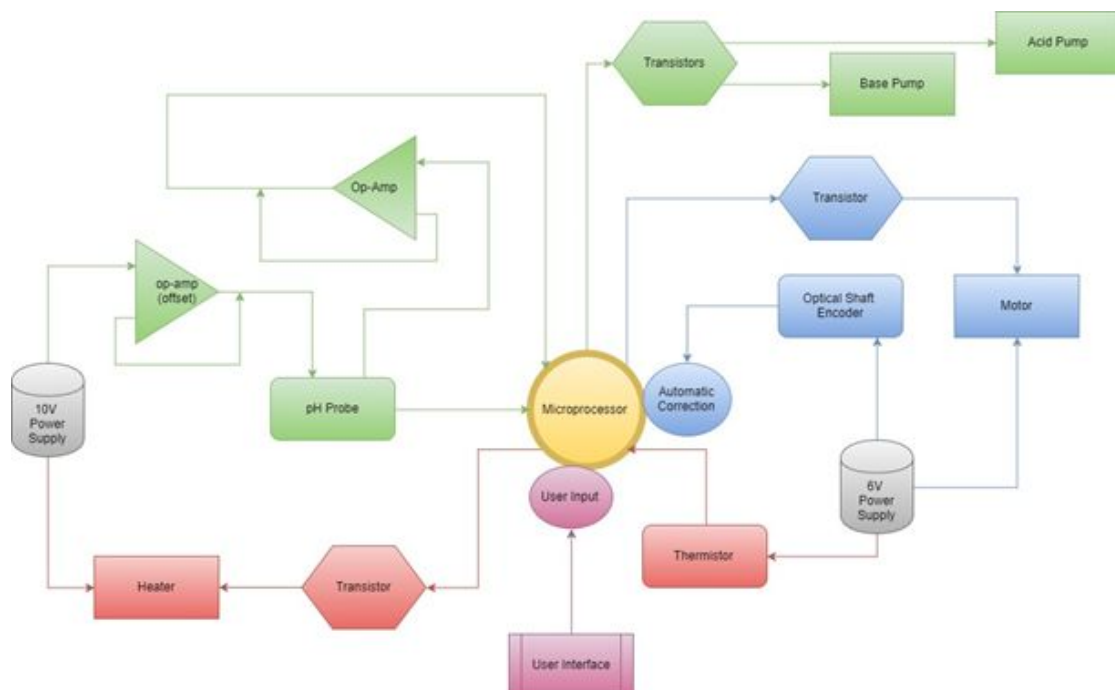 Acid Pump
Transistors
Base Pump
Op-Amp
Transistor
op-amp
(offset)
Optical Shaft
Encoder
Motor
10V
Power
Supply
pH Probe
Microprocessor
Automatic
Correction
User Input
6V
Power
Supply
Thermistor
Heater
Transistor
User Interface